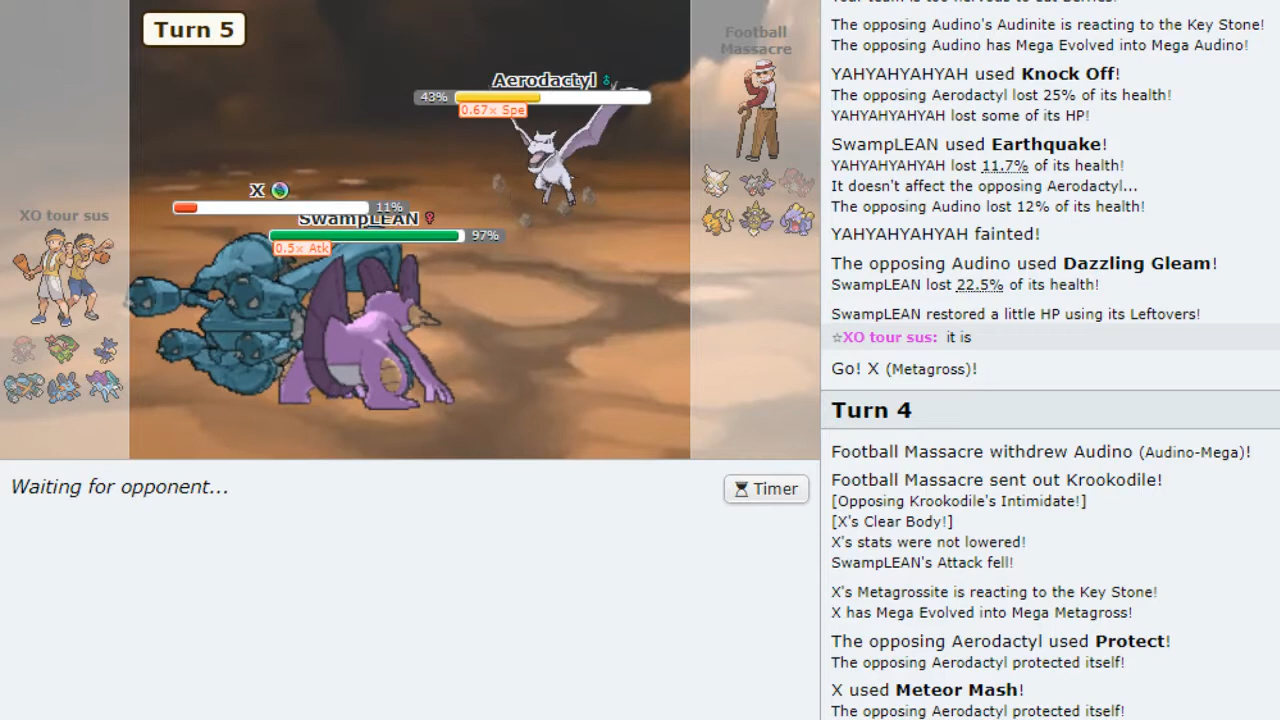 Turn 5
Football
Massacre
Aerodactyl
43%
0.67× Spe
X
11%
SwampLEAN
97%
0.5× Atk
XO tour sus
Waiting for opponent...
Timer
Your team is too nervous to eat Berries!
The opposing Audino's Audinite is reacting to the Key Stone!
The opposing Audino has Mega Evolved into Mega Audino!
YAHYAHYAHYAH used Knock Off!
The opposing Aerodactyl lost 25% of its health!
YAHYAHYAHYAH lost some of its HP!
SwampLEAN used Earthquake!
YAHYAHYAHYAH lost 11.7% of its health!
It doesn't affect the opposing Aerodactyl...
The opposing Audino lost 12% of its health!
YAHYAHYAHYAH fainted!
The opposing Audino used Dazzling Gleam!
SwampLEAN lost 22.5% of its health!
SwampLEAN restored a little HP using its Leftovers!
☆XO tour sus: it is
Go! X (Metagross)!
Turn 4
Football Massacre withdrew Audino (Audino-Mega)!
Football Massacre sent out Krookodile!
[Opposing Krookodile's Intimidate!]
[X's Clear Body!]
X's stats were not lowered!
SwampLEAN's Attack fell!
X's Metagrossite is reacting to the Key Stone!
X has Mega Evolved into Mega Metagross!
The opposing Aerodactyl used Protect!
The opposing Aerodactyl protected itself!
X used Meteor Mash!
The opposing Aerodactyl protected itself!